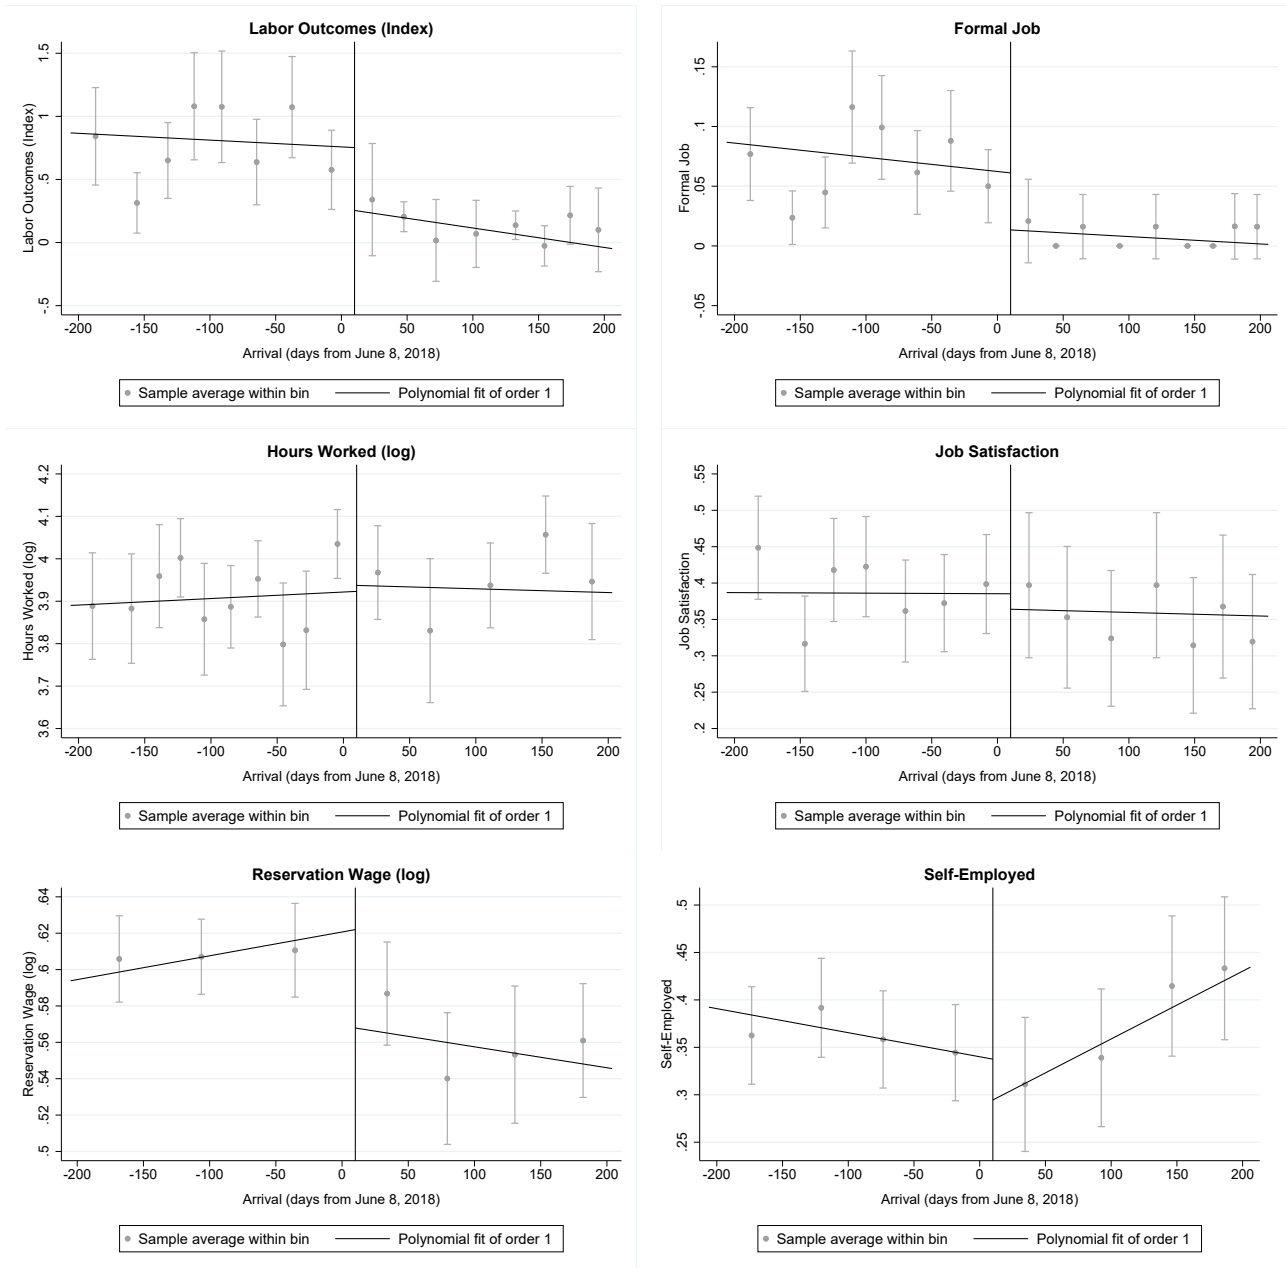 Labor Outcomes (Index)
Labor Outcomes (Index)
1.5
1
.5
0
-.5
-200 -150 -100 -50 0 50 100 150 200
Arrival (days from June 8, 2018)
Sample average within bin Polynomial fit of order 1
Formal Job
Formal Job
.15
.1
.05
0
-.05
-200 -150 -100 -50 0 50 100 150 200
Arrival (days from June 8, 2018)
Sample average within bin Polynomial fit of order 1
Hours Worked (log)
Hours Worked (log)
4.2
4.1
4
3.9
3.8
3.7
3.6
-200 -150 -100 -50 0 50 100 150 200
Arrival (days from June 8, 2018)
Sample average within bin Polynomial fit of order 1
Job Satisfaction
Job Satisfaction
.55
.5
.45
.4
.35
.3
.25
.2
-200 -150 -100 -50 0 50 100 150 200
Arrival (days from June 8, 2018)
Sample average within bin Polynomial fit of order 1
Reservation Wage (log)
Reservation Wage (log)
.64
.62
.6
.58
.56
.54
.52
.5
-200 -150 -100 -50 0 50 100 150 200
Arrival (days from June 8, 2018)
Sample average within bin Polynomial fit of order 1
Self-Employed
Self-Employed
.5
.45
.4
.35
.3
.25
-200 -150 -100 -50 0 50 100 150 200
Arrival (days from June 8, 2018)
Sample average within bin Polynomial fit of order 1